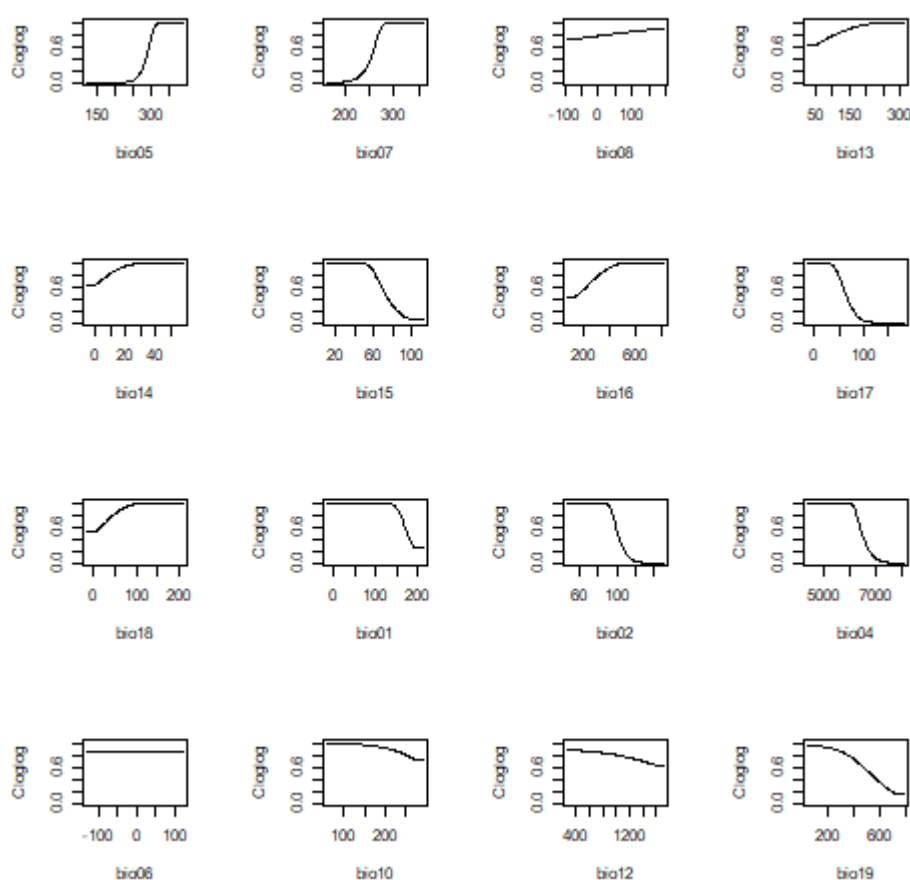 Cloglog 0.0 0.6 150 300 bio05
Cloglog 0.0 0.6 200 300 bio07
Cloglog 0.0 0.6 -100 0 100 bio08
Cloglog 0.0 0.6 50 150 300 bio13
Cloglog 0.0 0.6 0 20 40 bio14
Cloglog 0.0 0.6 20 60 100 bio15
Cloglog 0.0 0.6 200 600 bio16
Cloglog 0.0 0.6 0 100 bio17
Cloglog 0.0 0.6 0 100 200 bio18
Cloglog 0.0 0.6 0 100 200 bio01
Cloglog 0.0 0.6 60 100 bio02
Cloglog 0.0 0.6 5000 7000 bio04
Cloglog 0.0 0.6 -100 0 100 bio06
Cloglog 0.0 0.6 100 200 bio10
Cloglog 0.0 0.6 400 1200 bio12
Cloglog 0.0 0.6 200 600 bio19